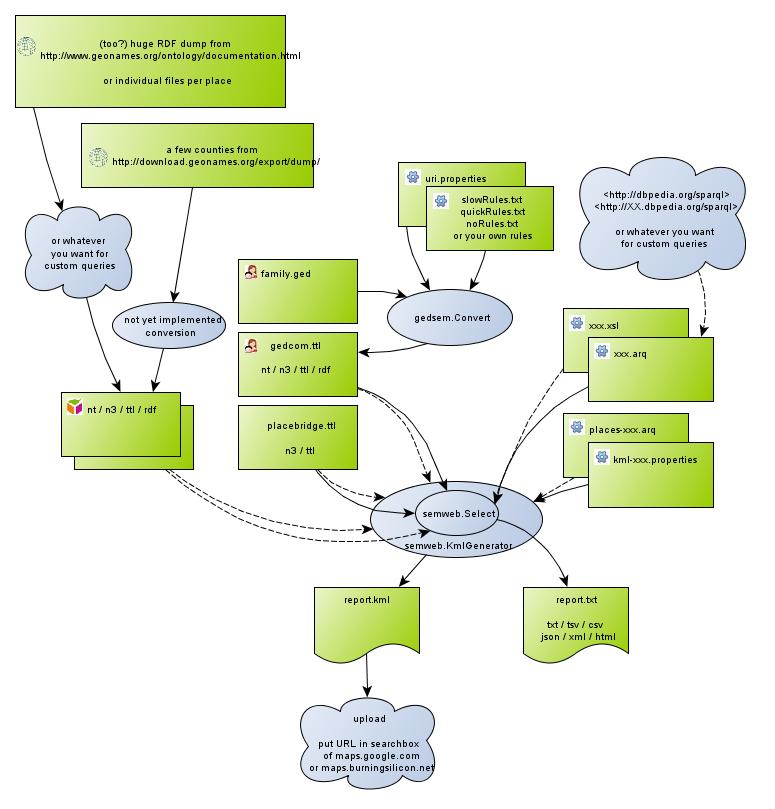 (too?) huge RDF dump from
http://www.geonames.org/ontology/documentation.html
or individual files per place
a few counties from
http://download.geonames.org/export/dump/
or whatever
you want for
custom queries
not yet implemented
conversion
nt / n3 / ttl / rdf
uri.properties
slowRules.txt
quickRules.txt
noRules.txt
or your own rules
<http://dbpedia.org/sparql>
<http://XX.dbpedia.org/sparql>
or whatever you want
for custom queries
family.ged
gedsem.Convert
gedcom.ttl
nt / n3 / ttl / rdf
placebridge.ttl
n3 / ttl
xxx.xsl
xxx.arq
places-xxx.arq
kml-xxx.properties
semweb.Select
semweb.KmlGenerator
report.kml
report.txt
txt / tsv / csv
json / xml / html
upload
put URL in searchbox
of maps.google.com
or maps.burningsilicon.net